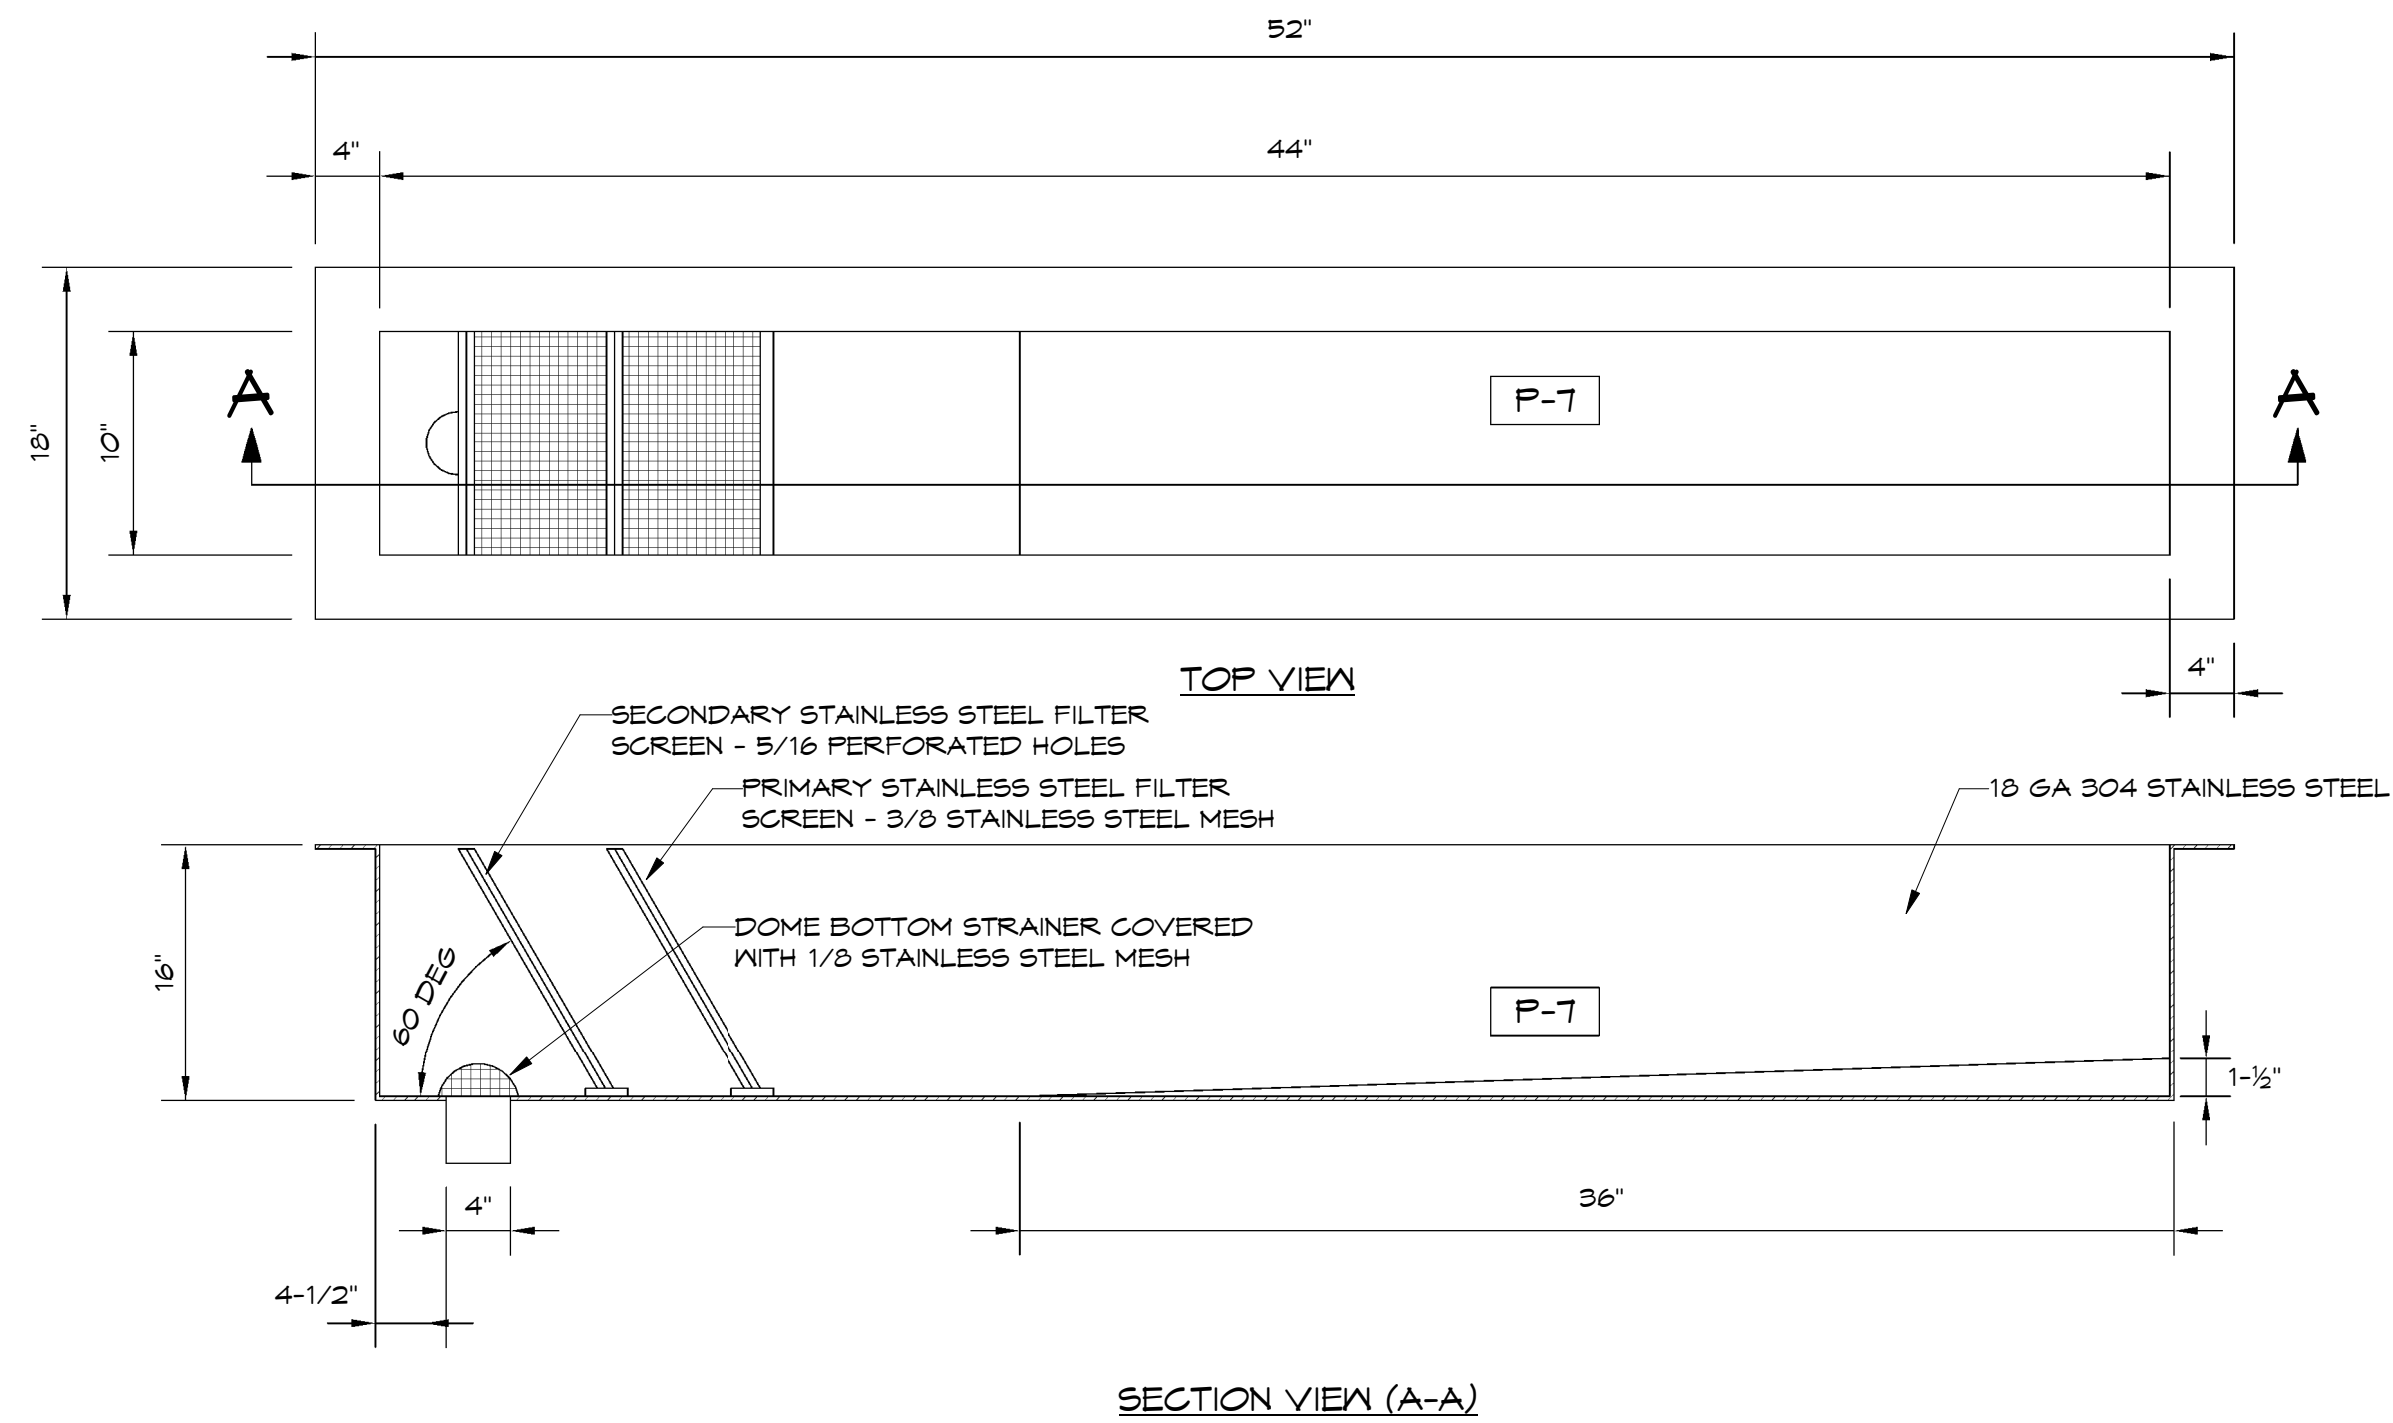 52"
4"
44"
A
A
P-7
18"
10"
TOP VIEW
4"
SECONDARY STAINLESS STEEL FILTER
SCREEN - 5/16 PERFORATED HOLES
PRIMARY STAINLESS STEEL FILTER
SCREEN - 3/8 STAINLESS STEEL MESH
18 GA 304 STAINLESS STEEL
DOME BOTTOM STRAINER COVERED
WITH 1/8 STAINLESS STEEL MESH
60 DEG
16"
P-7
1-½"
4"
36"
4-1/2"
SECTION VIEW (A-A)